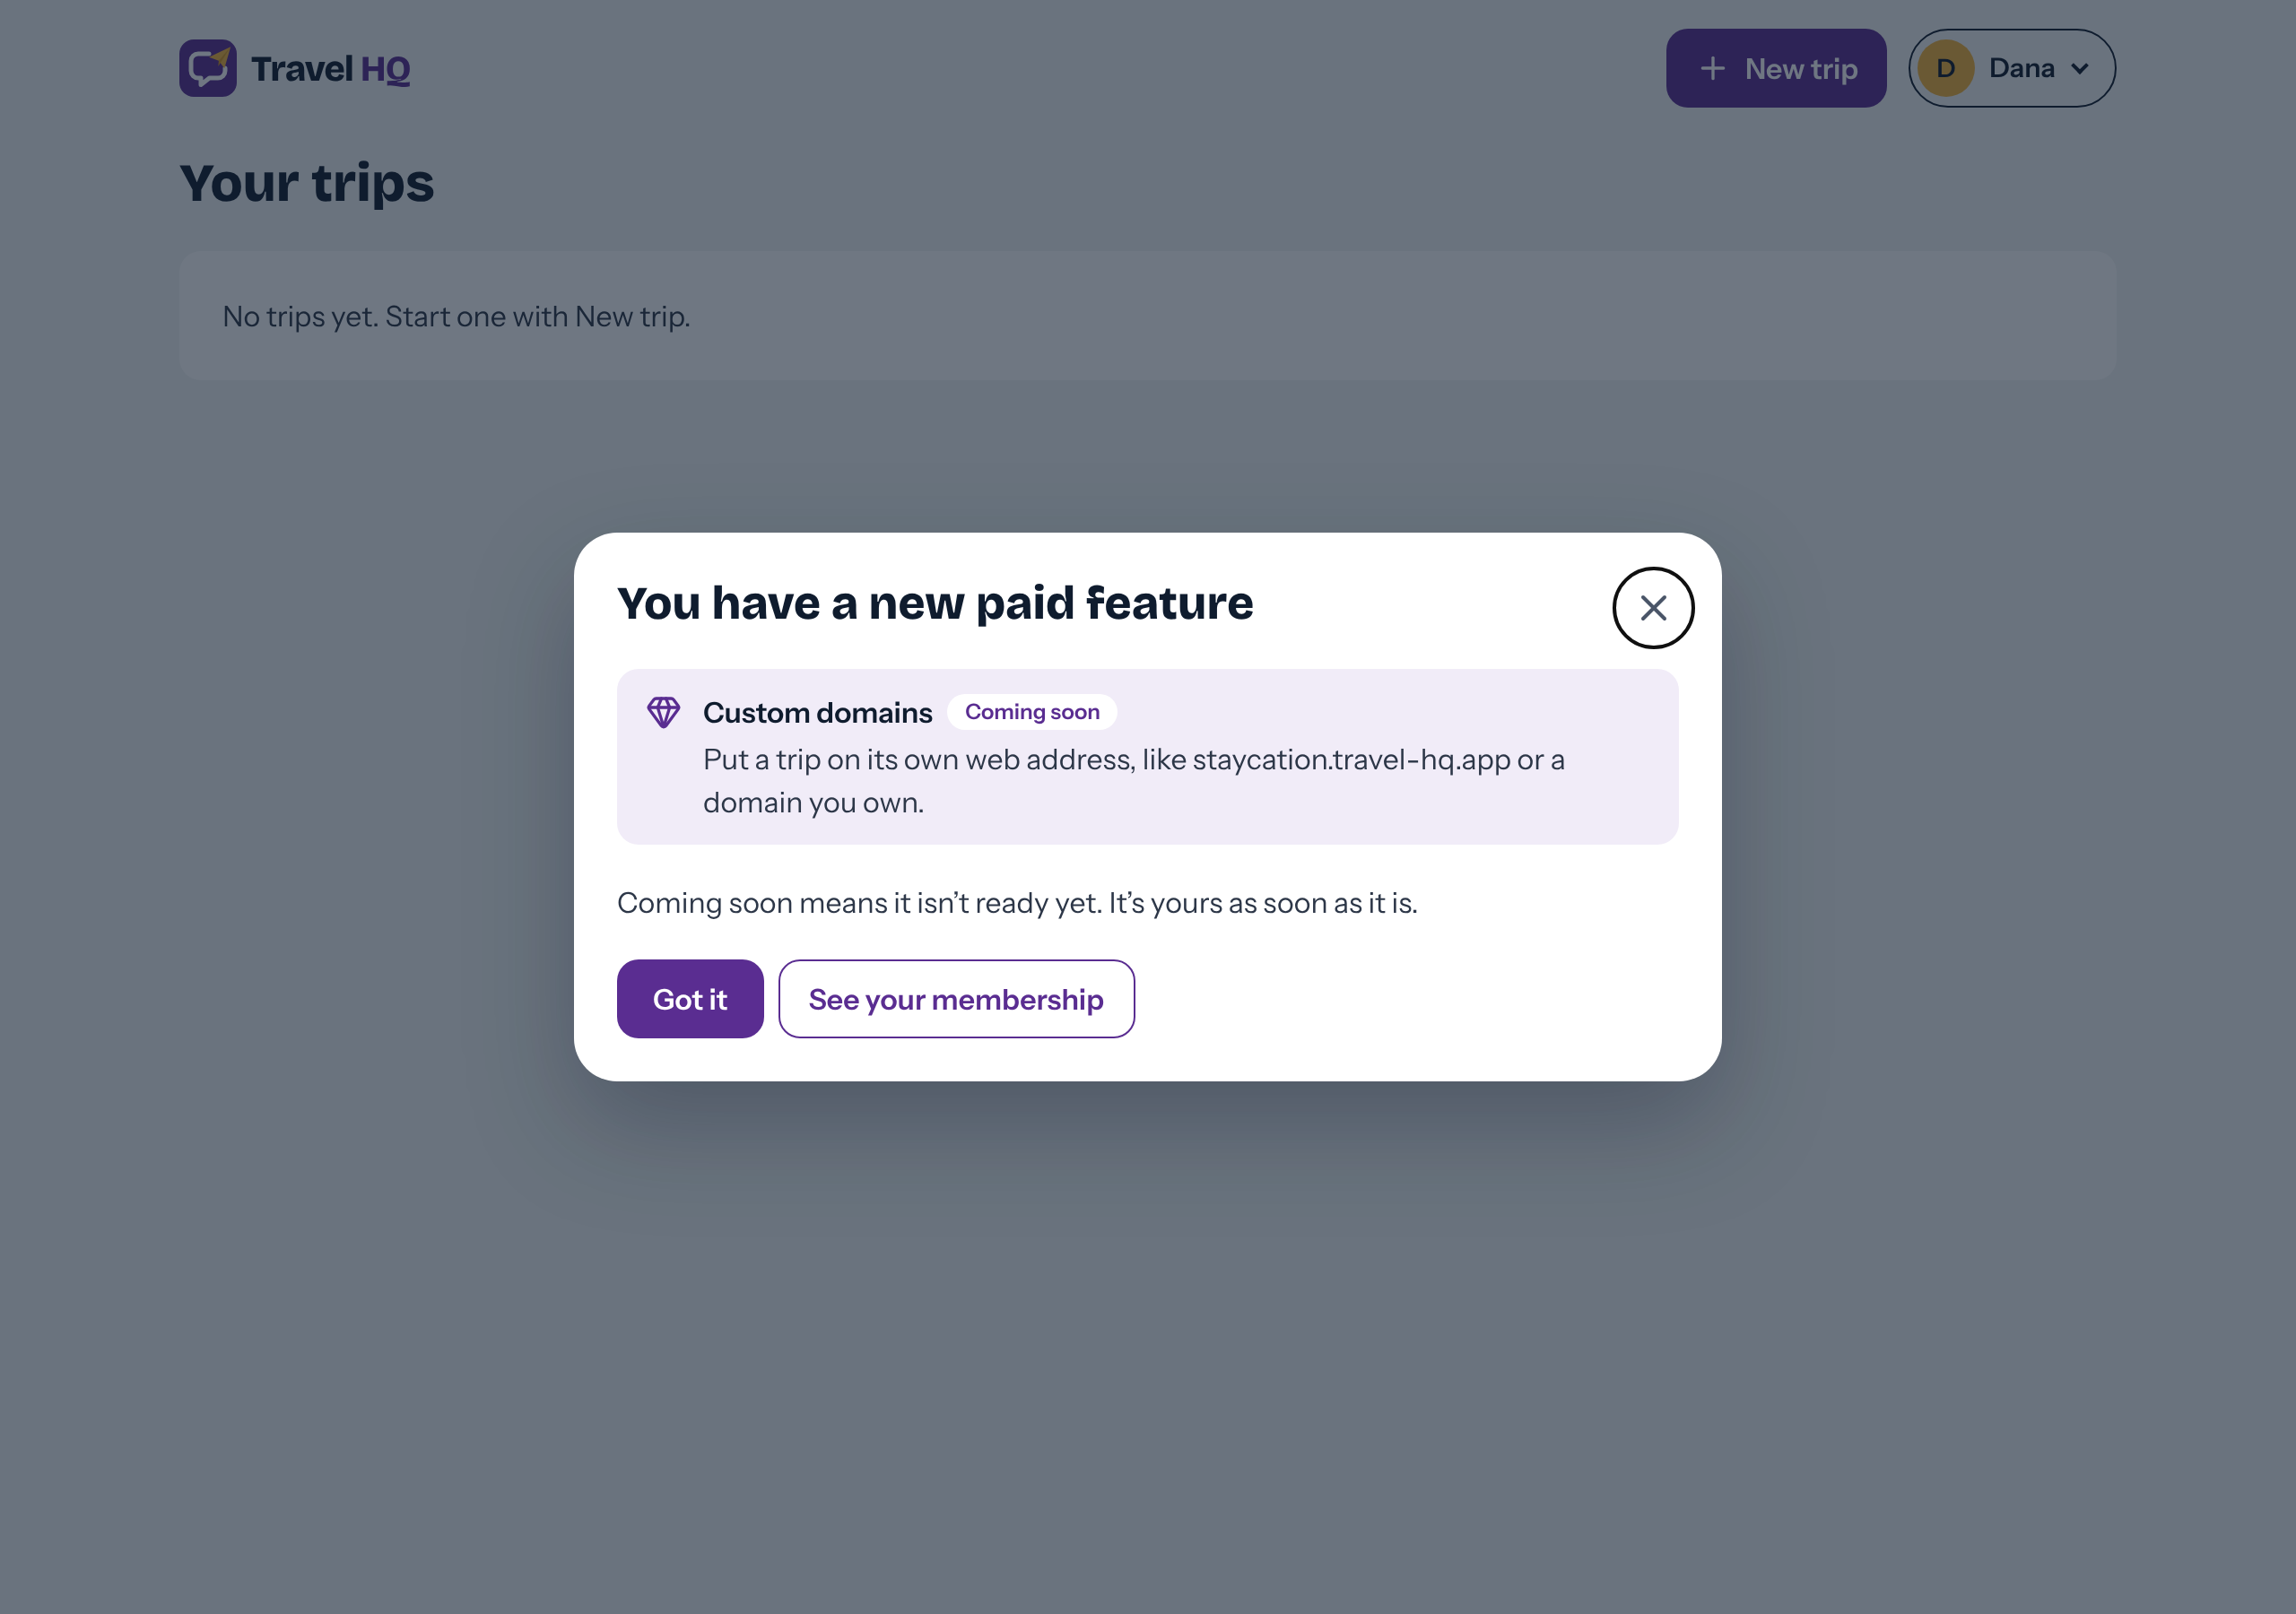 Travel HQ
New trip
D
Dana
Your trips
No trips yet. Start one with New trip.
You have a new paid feature
Custom domains
Coming soon
Put a trip on its own web address, like staycation.travel-hq.app or a
domain you own.
Coming soon means it isn’t ready yet. It’s yours as soon as it is.
Got it
See your membership